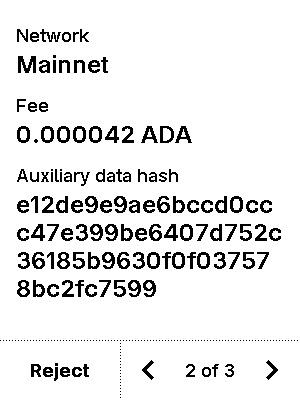 Network
Mainnet
Fee
0.000042 ADA
Auxiliary data hash
e12de9e9ae6bccd0cc
c47e399be6407d752c
36185b9630f0f03757
8bc2fc7599
Reject
2 of 3